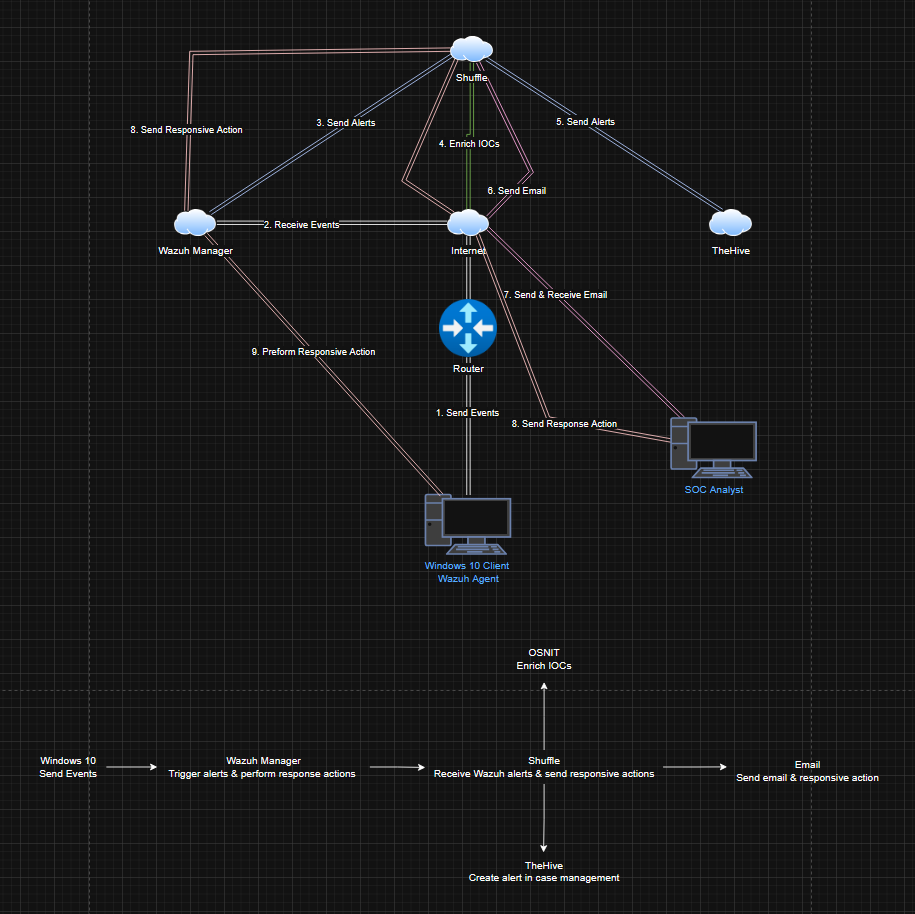 Shuffle
3. Send Alerts
5. Send Alerts
8. Send Responsive Action
4. Enrich IOCs
6. Send Email
2. Receive Events
Wazuh Manager
Internet
TheHive
7. Send & Receive Email
9. Preform Responsive Action
Router
1. Send Events
8. Send Response Action
SOC Analyst
Windows 10 Client
Wazuh Agent
OSNIT
Enrich IOCs
Windows 10
Send Events
Wazuh Manager
Trigger alerts & perform response actions
Shuffle
Receive Wazuh alerts & send responsive actions
Email
Send email & responsive action
TheHive
Create alert in case management